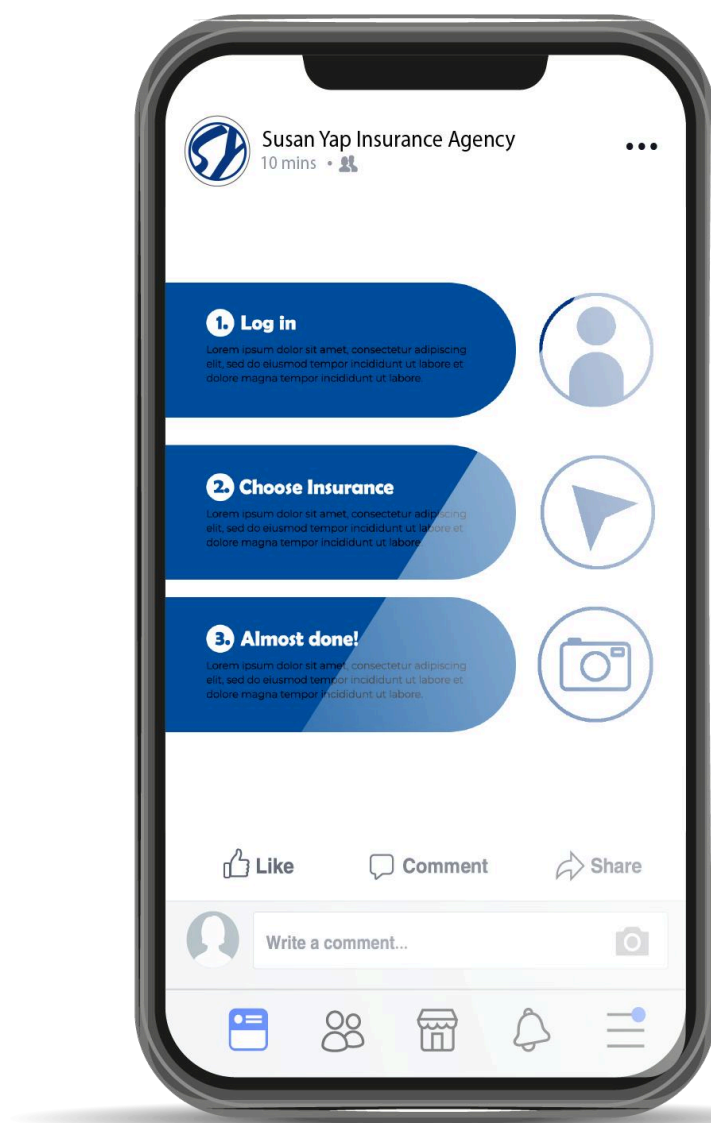 SY
Susan Yap Insurance Agency
•••
10 mins •
1. Log in
Lorem ipsum dolor sit amet, consectetur adipiscing
elit, sed do eiusmod tempor incididunt ut labore et
dolore magna tempor incididunt ut labore.
2. Choose Insurance
Lorem ipsum dolor sit amet, consectetur adipiscing
elit, sed do eiusmod tempor incididunt ut labore et
dolore magna tempor incididunt ut labore.
3. Almost done!
Lorem ipsum dolor sit amet, consectetur adipiscing
elit, sed do eiusmod tempor incididunt ut labore et
dolore magna tempor incididunt ut labore.
Like Comment Share
Write a comment...